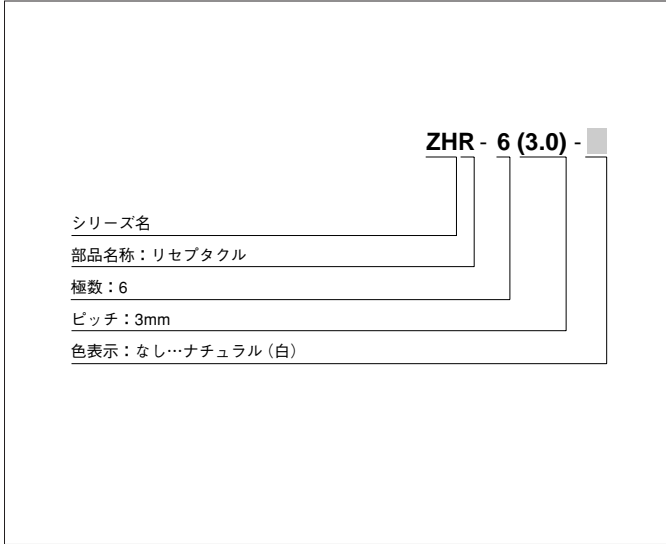 ZHR - 6 (3.0) -
シリーズ名
部品名称：リセプタクル
極数：6
ピッチ：3mm
色表示：なし…ナチュラル（白）